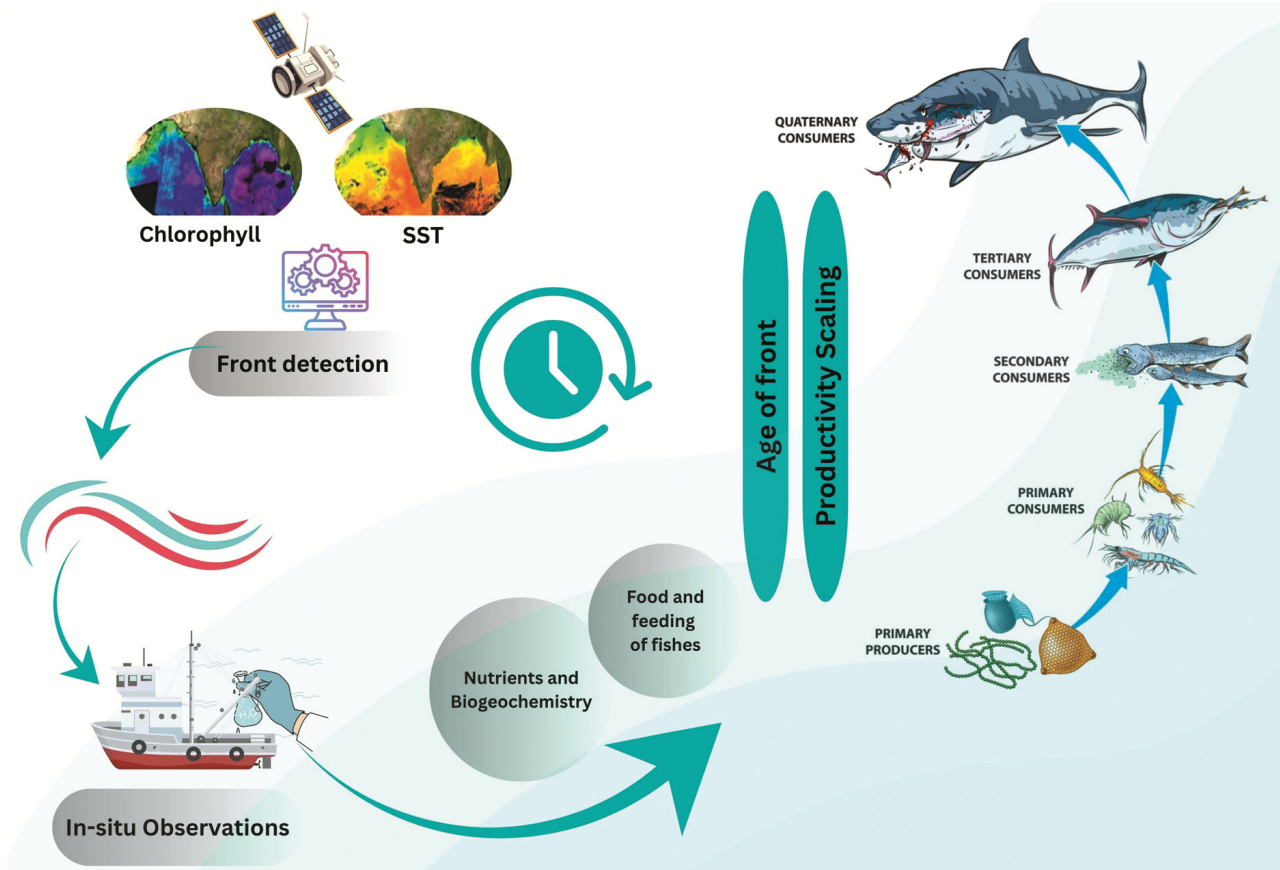 Chlorophyll
SST
Front detection
In-situ Observations
Nutrients and
Biogeochemistry
Food and
feeding
of fishes
H₂O
Age of front
Productivity Scaling
QUATERNARY
CONSUMERS
TERTIARY
CONSUMERS
SECONDARY
CONSUMERS
PRIMARY
CONSUMERS
PRIMARY
PRODUCERS